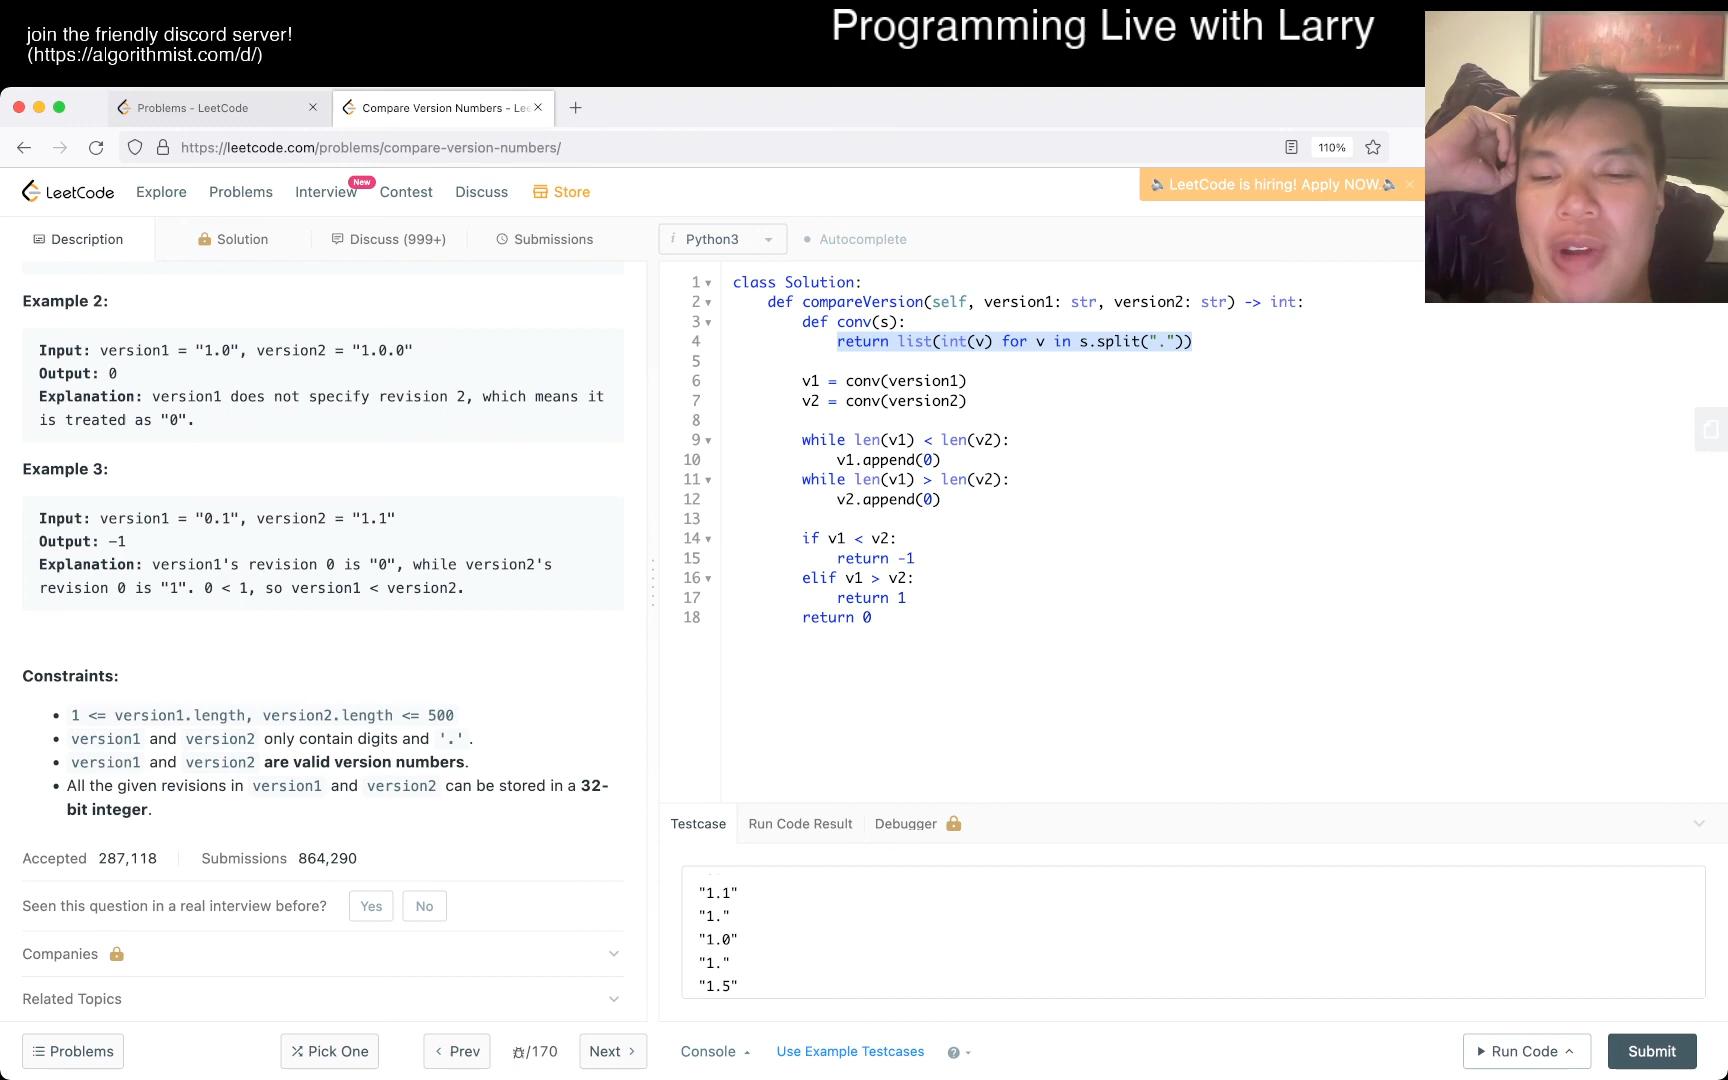 join the friendly discord server!
(https://algorithmist.com/d/)
Programming Live with Larry
Problems - LeetCode
Compare Version Numbers - Lee
https://leetcode.com/problems/compare-version-numbers/
110%
LeetCode
Explore
Problems
Interview
New
Contest
Discuss
Store
LeetCode is hiring! Apply NOW.
Description
Solution
Discuss (999+)
Submissions
i Python3
Autocomplete
Example 2:
Input: version1 = "1.0", version2 = "1.0.0"
Output: 0
Explanation: version1 does not specify revision 2, which means it
is treated as "0".
Example 3:
Input: version1 = "0.1", version2 = "1.1"
Output: -1
Explanation: version1's revision 0 is "0", while version2's
revision 0 is "1". 0 < 1, so version1 < version2.
Constraints:
• 1 <= version1.length, version2.length <= 500
• version1 and version2 only contain digits and '.'.
• version1 and version2 are valid version numbers.
• All the given revisions in version1 and version2 can be stored in a 32-
bit integer.
Accepted 287,118
Submissions 864,290
Seen this question in a real interview before?
Yes
No
Companies
Related Topics
Problems
Pick One
Prev
/170
Next
1 class Solution:
2 def compareVersion(self, version1: str, version2: str) -> int:
3 def conv(s):
4 return list(int(v) for v in s.split("."))
5
6 v1 = conv(version1)
7 v2 = conv(version2)
8
9 while len(v1) < len(v2):
10 v1.append(0)
11 while len(v1) > len(v2):
12 v2.append(0)
13
14 if v1 < v2:
15 return -1
16 elif v1 > v2:
17 return 1
18 return 0
Testcase
Run Code Result
Debugger
"1.1"
"1."
"1.0"
"1."
"1.5"
Console
Use Example Testcases
?
Run Code
Submit